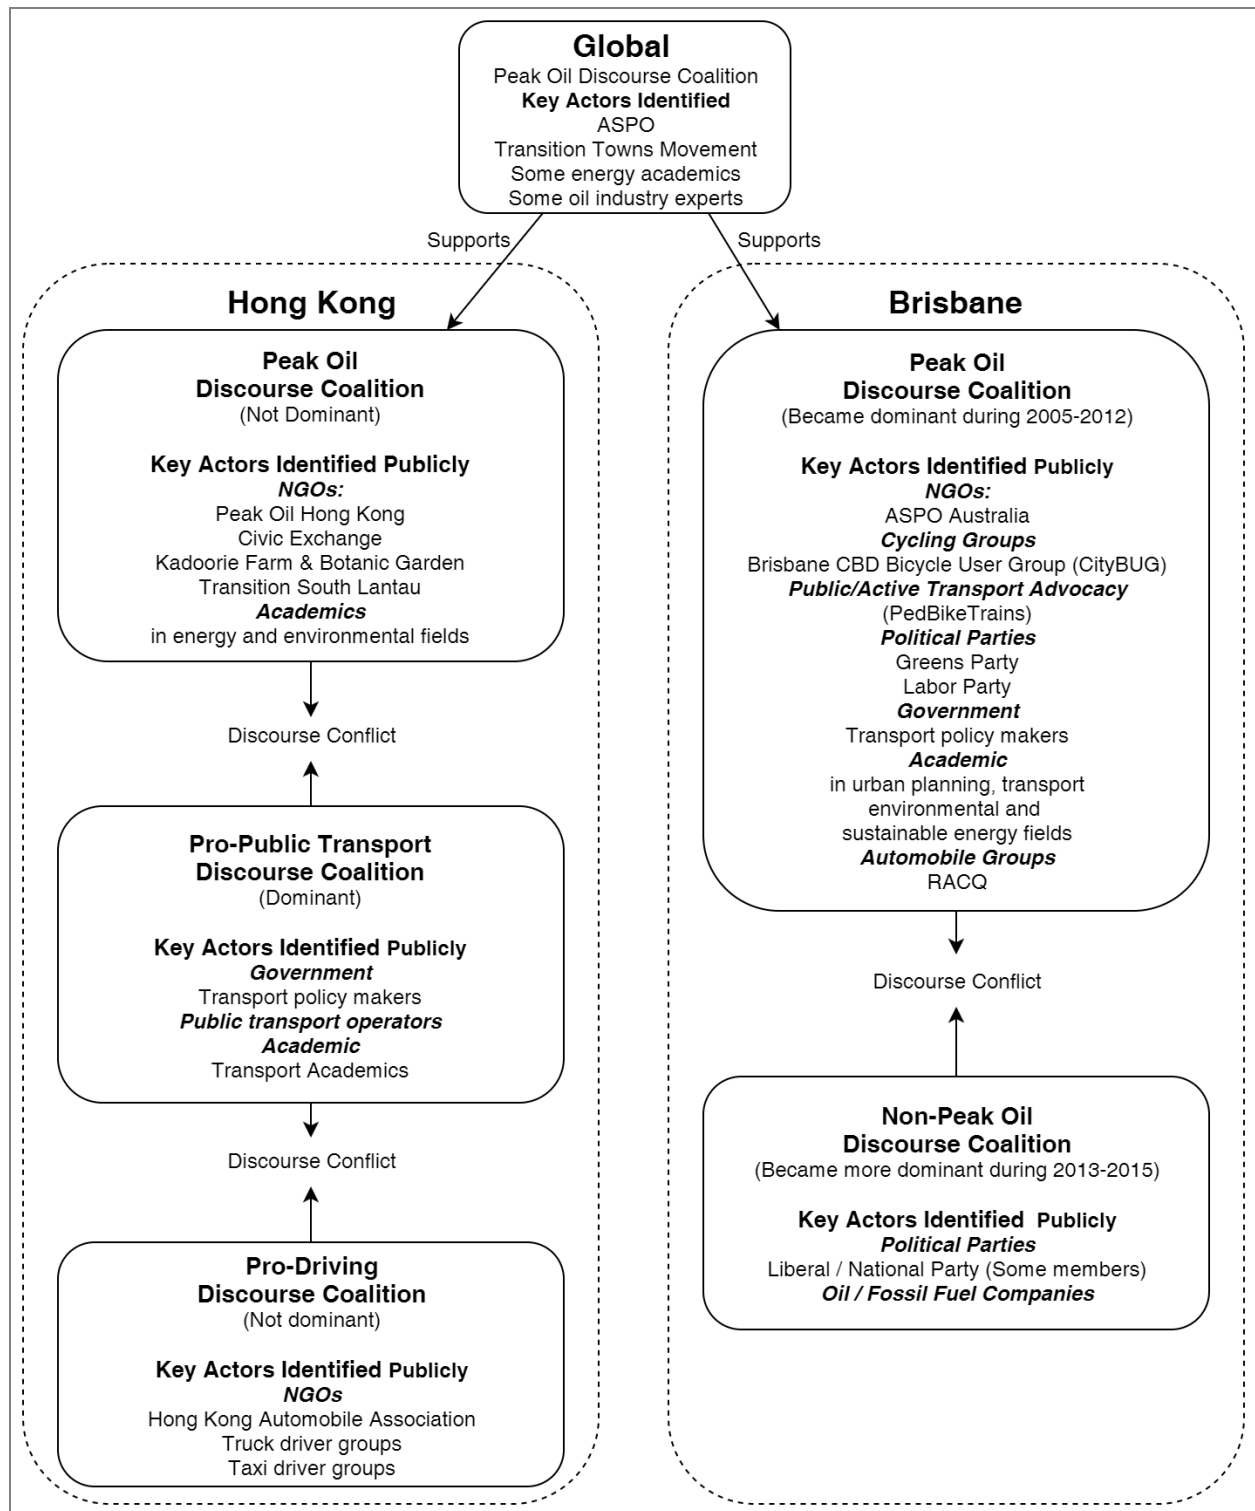 Global
Peak Oil Discourse Coalition
Key Actors Identified
ASPO
Transition Towns Movement
Some energy academics
Some oil industry experts
Supports
Supports
Hong Kong
Peak Oil
Discourse Coalition
(Not Dominant)
Key Actors Identified Publicly
NGOs:
Peak Oil Hong Kong
Civic Exchange
Kadoorie Farm & Botanic Garden
Transition South Lantau
Academics
in energy and environmental fields
Discourse Conflict
Pro-Public Transport
Discourse Coalition
(Dominant)
Key Actors Identified Publicly
Government
Transport policy makers
Public transport operators
Academic
Transport Academics
Discourse Conflict
Pro-Driving
Discourse Coalition
(Not dominant)
Key Actors Identified Publicly
NGOs
Hong Kong Automobile Association
Truck driver groups
Taxi driver groups
Brisbane
Peak Oil
Discourse Coalition
(Became dominant during 2005-2012)
Key Actors Identified Publicly
NGOs:
ASPO Australia
Cycling Groups
Brisbane CBD Bicycle User Group (CityBUG)
Public/Active Transport Advocacy
(PedBikeTrains)
Political Parties
Greens Party
Labor Party
Government
Transport policy makers
Academic
in urban planning, transport
environmental and
sustainable energy fields
Automobile Groups
RACQ
Discourse Conflict
Non-Peak Oil
Discourse Coalition
(Became more dominant during 2013-2015)
Key Actors Identified Publicly
Political Parties
Liberal / National Party (Some members)
Oil / Fossil Fuel Companies